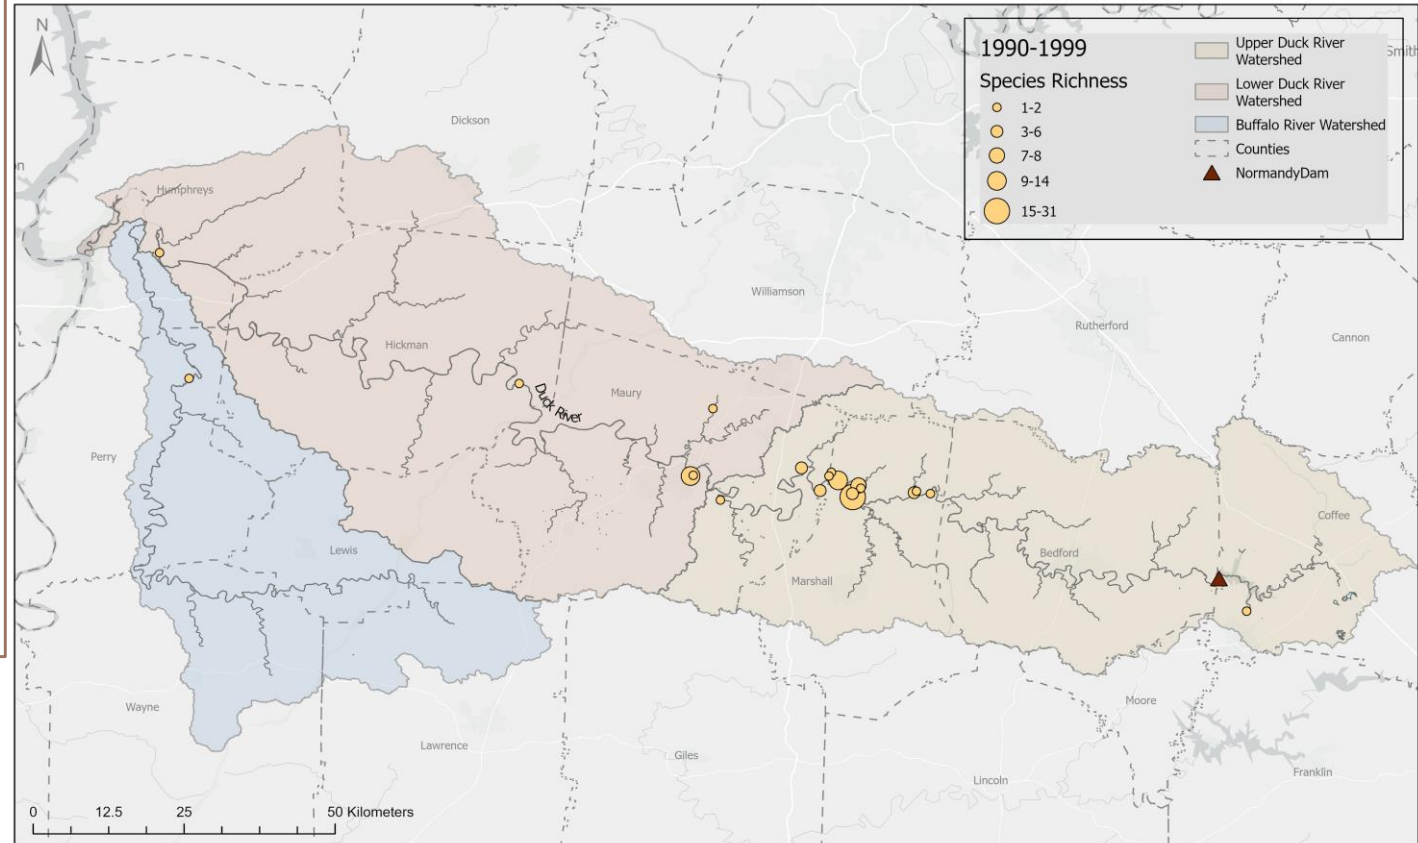 N
1990-1999
Species Richness
1-2
3-6
7-8
9-14
15-31
Upper Duck River
Watershed
Lower Duck River
Watershed
Buffalo River Watershed
Counties
NormandyDam
Smith
Dickson
Humphreys
Williamson
Rutherford
Cannon
Hickman
Duck River
Maury
Perry
Coffee
Lewis
Bedford
Marshall
Moore
Wayne
Lawrence
Giles
Lincoln
Franklin
0 12.5 25 50 Kilometers